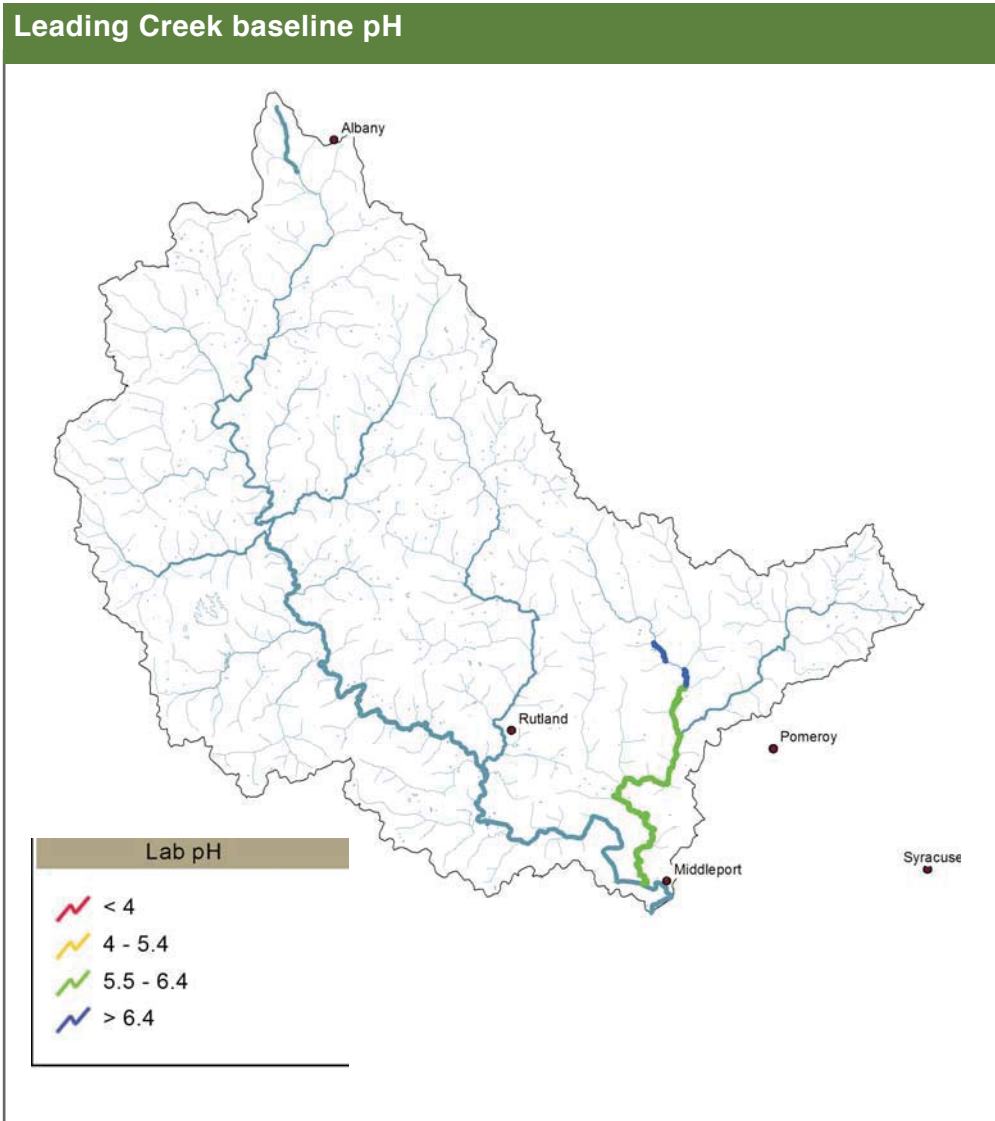 Leading Creek baseline pH
Albany
Rutland
Pomeroy
Middleport
Syracuse
Lab pH
< 4
4 - 5.4
5.5 - 6.4
> 6.4